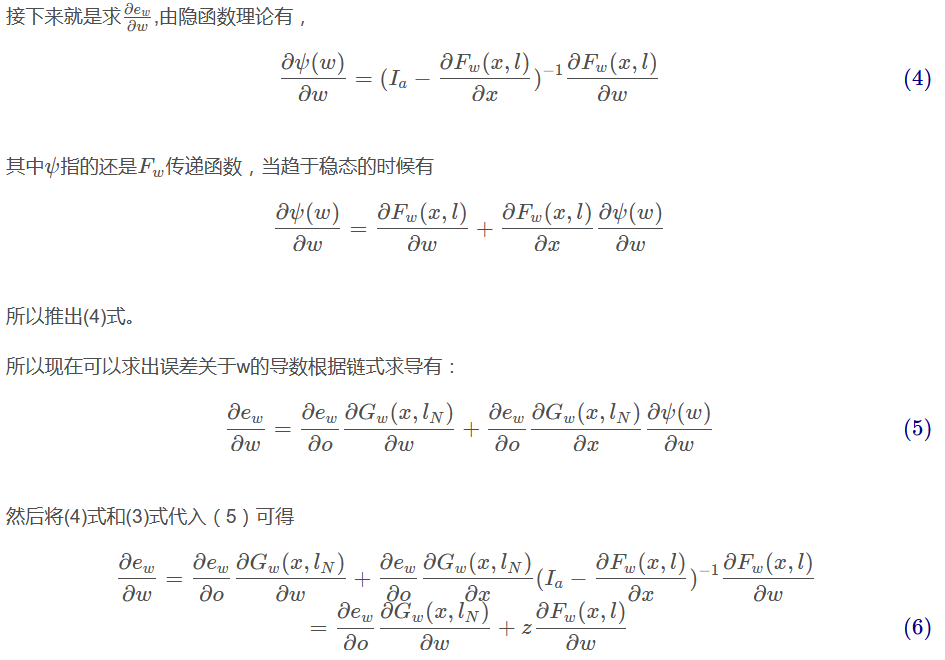 接下来就是求$\frac{\partial e_w}{\partial w}$,由隐函数理论有，
$$\frac{\partial \psi(w)}{\partial w} = (I_a - \frac{\partial F_w(x,l)}{\partial x})^{-1}\frac{\partial F_w(x,l)}{\partial w} \quad (4)$$
其中$\psi$指的还是$F_w$传递函数，当趋于稳态的时候有
$$\frac{\partial \psi(w)}{\partial w} = \frac{\partial F_w(x,l)}{\partial w} + \frac{\partial F_w(x,l)}{\partial x}\frac{\partial \psi(w)}{\partial w}$$
所以推出(4)式。
所以现在可以求出误差关于w的导数根据链式求导有：
$$\frac{\partial e_w}{\partial w} = \frac{\partial e_w}{\partial o}\frac{\partial G_w(x,l_N)}{\partial w} + \frac{\partial e_w}{\partial o}\frac{\partial G_w(x,l_N)}{\partial x}\frac{\partial \psi(w)}{\partial w} \quad (5)$$
然后将(4)式和(3)式代入（5）可得
$$\frac{\partial e_w}{\partial w} = \frac{\partial e_w}{\partial o}\frac{\partial G_w(x,l_N)}{\partial w} + \frac{\partial e_w}{\partial o}\frac{\partial G_w(x,l_N)}{\partial x}(I_a - \frac{\partial F_w(x,l)}{\partial x})^{-1}\frac{\partial F_w(x,l)}{\partial w}$$
$$= \frac{\partial e_w}{\partial o}\frac{\partial G_w(x,l_N)}{\partial w} + z\frac{\partial F_w(x,l)}{\partial w} \quad (6)$$